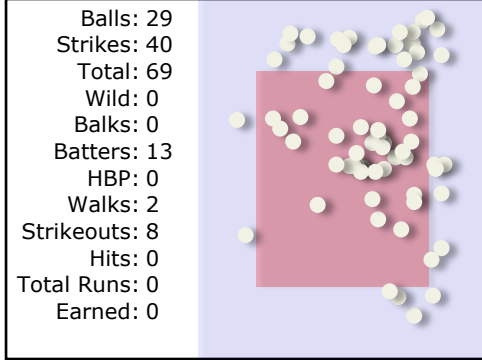 Balls: 29
Strikes: 40
Total: 69
Wild: 0
Balks: 0
Batters: 13
HBP: 0
Walks: 2
Strikeouts: 8
Hits: 0
Total Runs: 0
Earned: 0